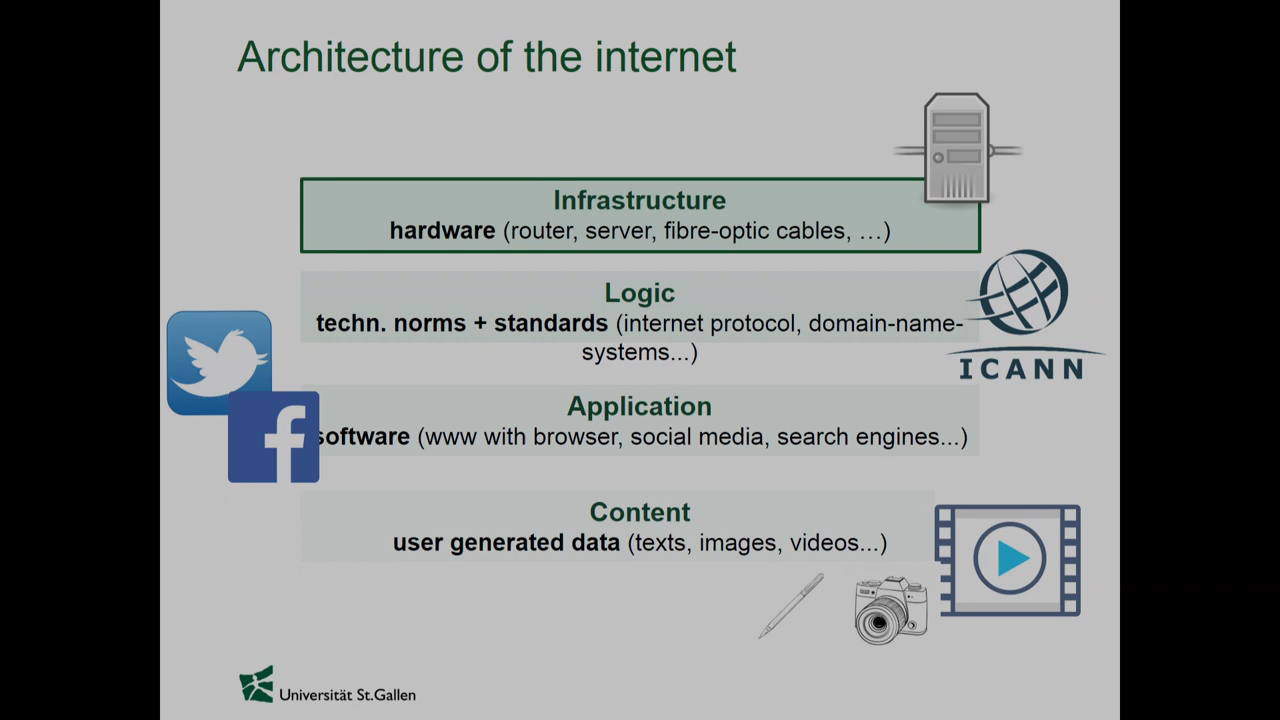 Architecture of the internet
Infrastructure
hardware (router, server, fibre-optic cables, …)
Logic
techn. norms + standards (internet protocol, domain-name-
systems...)
ICANN
Application
software (www with browser, social media, search engines...)
Content
user generated data (texts, images, videos...)
Universität St.Gallen